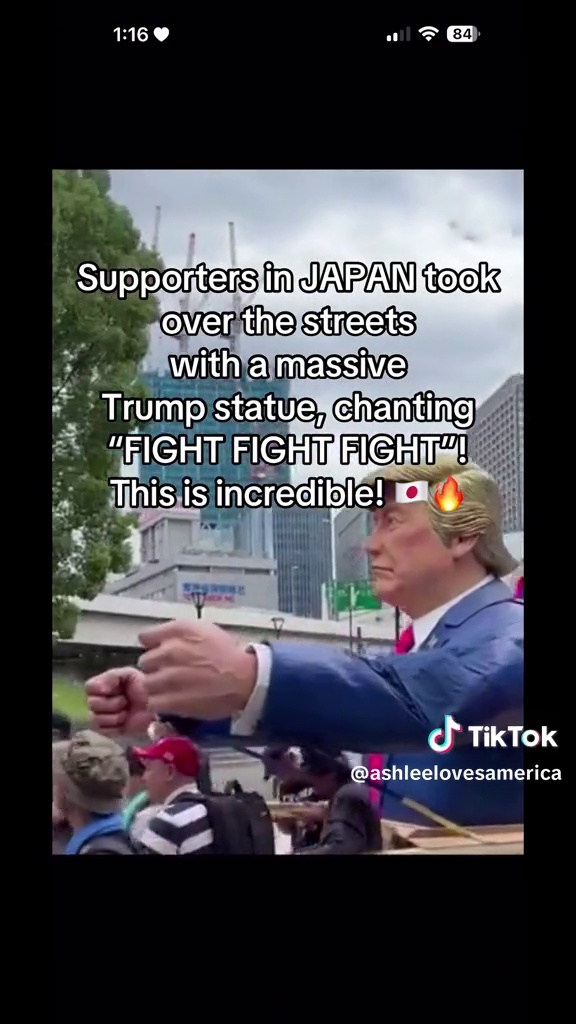 1:16
84
Supporters in JAPAN took
over the streets
with a massive
Trump statue, chanting
“FIGHT FIGHT FIGHT”!
This is incredible! 🇯🇵🔥
TikTok
@ashleelovesamerica